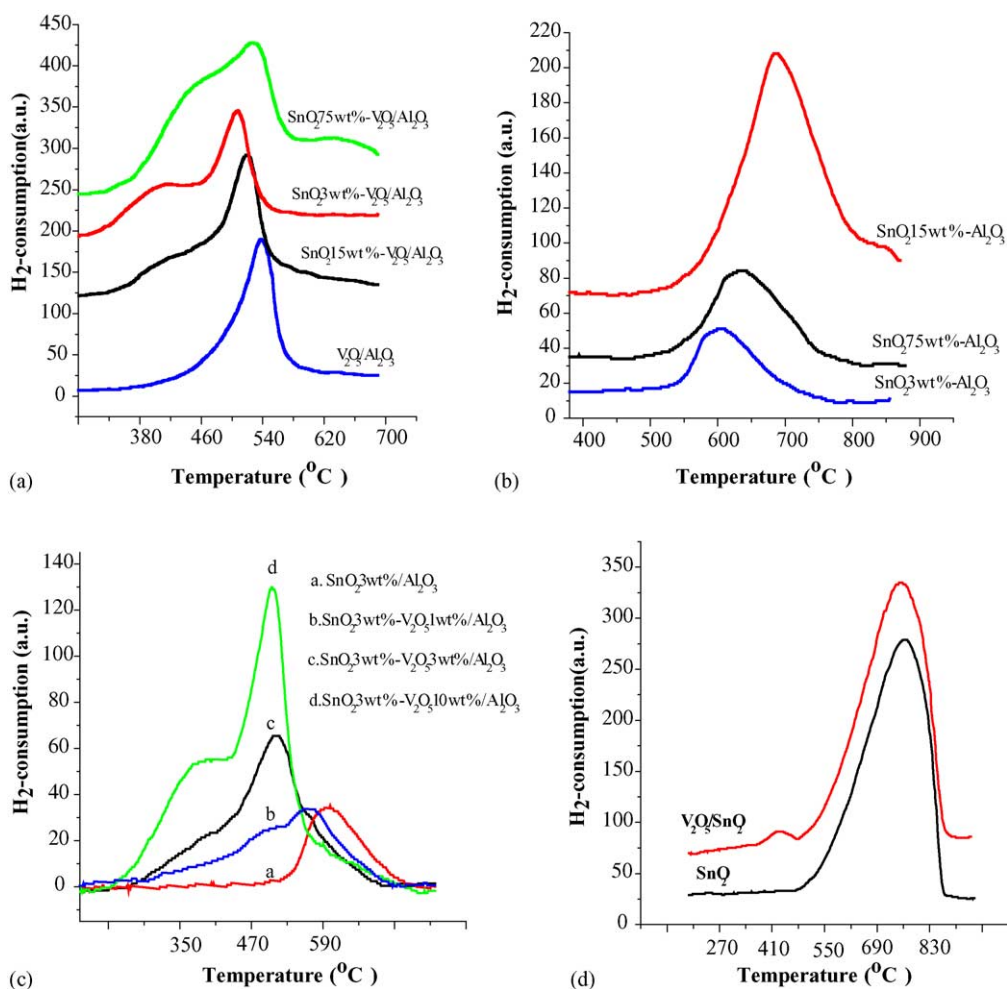 450
400
350
300
250
200
150
100
50
0
H2-consumption(a.u.)
SnO275wt%-V2O5/Al2O3
SnO23wt%-V2O5/Al2O3
SnO215wt%-V2O5/Al2O3
V2O5/Al2O3
380 460 540 620 700
Temperature (oC )
(a)
220
200
180
160
140
120
100
80
60
40
20
0
H2-consumption (a.u.)
SnO215wt%-Al2O3
SnO275wt%-Al2O3
SnO23wt%-Al2O3
400 500 600 700 800 900
Temperature (oC )
(b)
140
120
100
80
60
40
20
0
H2-consumption (a.u.)
d
c
b
a
a. SnO23wt%/Al2O3
b.SnO23wt%-V2O51wt%/Al2O3
c.SnO23wt%-V2O53wt%/Al2O3
d.SnO23wt%-V2O510wt%/Al2O3
350 470 590
Temperature (oC )
(c)
350
300
250
200
150
100
50
0
H2-consumption(a.u.)
V2O5/SnO2
SnO2
270 410 550 690 830
Temperature (oC )
(d)